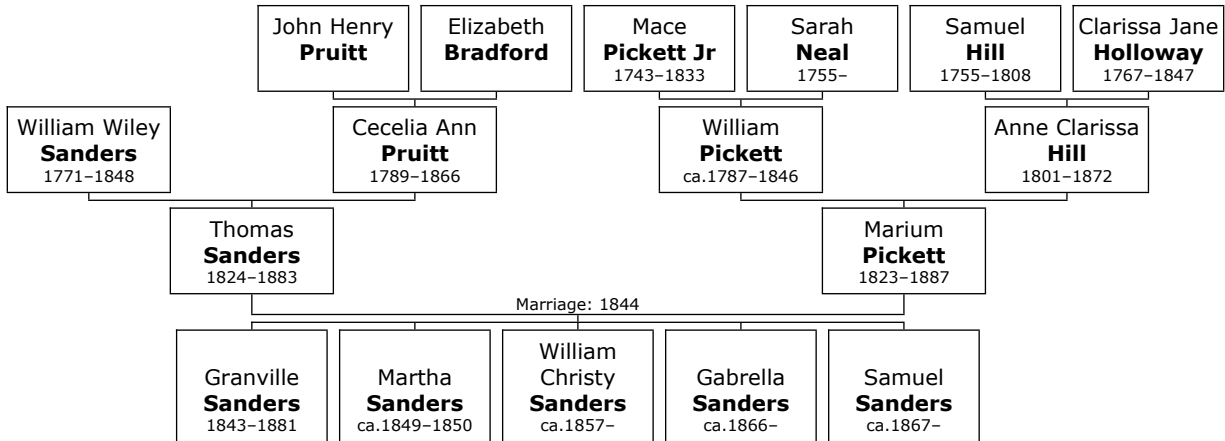 John Henry
Pruitt
Elizabeth
Bradford
Mace
Pickett Jr
1743–1833
Sarah
Neal
1755–
Samuel
Hill
1755–1808
Clarissa Jane
Holloway
1767–1847
William Wiley
Sanders
1771–1848
Cecelia Ann
Pruitt
1789–1866
William
Pickett
ca.1787–1846
Anne Clarissa
Hill
1801–1872
Thomas
Sanders
1824–1883
Marium
Pickett
1823–1887
Marriage: 1844
Granville
Sanders
1843–1881
Martha
Sanders
ca.1849–1850
William
Christy
Sanders
ca.1857–
Gabrella
Sanders
ca.1866–
Samuel
Sanders
ca.1867–